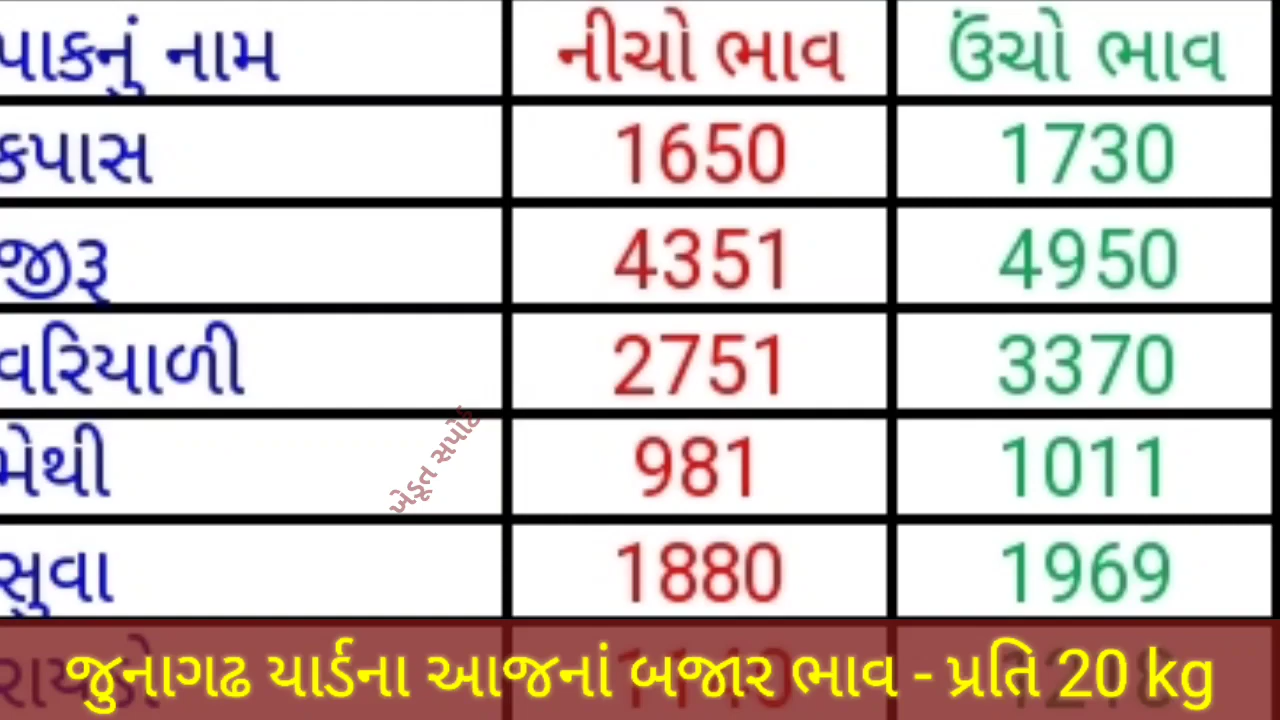 પાકનું નામ નીચો ભાવ ઉંચો ભાવ
કપાસ 1650 1730
જીરૂ 4351 4950
વરિયાળી 2751 3370
મેથી 981 1011
ખેડૂત સપોર્ટ
સુવા 1880 1969
જુનાગઢ યાર્ડના આજનાં બજાર ભાવ - પ્રતિ 20 kg